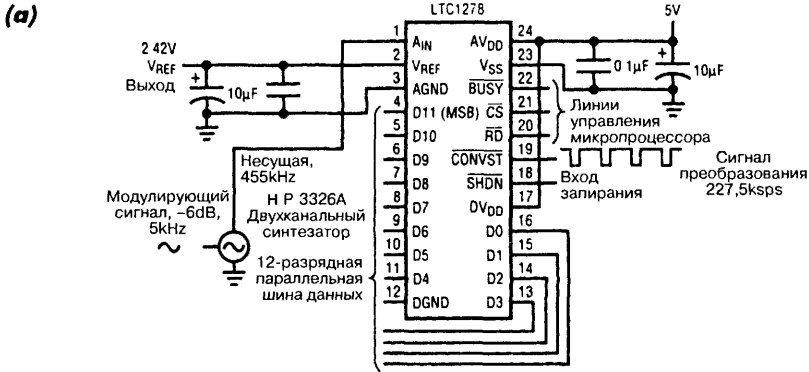 (a)
LTC1278
5V
2 42V
VREF
Выход
10µF
1 AIN
2 VREF
3 AGND
4 D11 (MSB)
5 D10
6 D9
7 D8
8 D7
9 D6
10 D5
11 D4
12 DGND
AVDD 24
VSS 23
BUSY 22
CS 21
RD 20
CONVST 19
SHDN 18
DVDD 17
D0 16
D1 15
D2 14
D3 13
0 1µF
10µF
Линии
управления
микропроцессора
Сигнал
преобразования
227,5ksps
Вход
запирания
Несущая,
455kHz
Модулирующий
сигнал, –6dB,
5kHz
H P 3326A
Двухканальный
синтезатор
12-разрядная
параллельная
шина данных